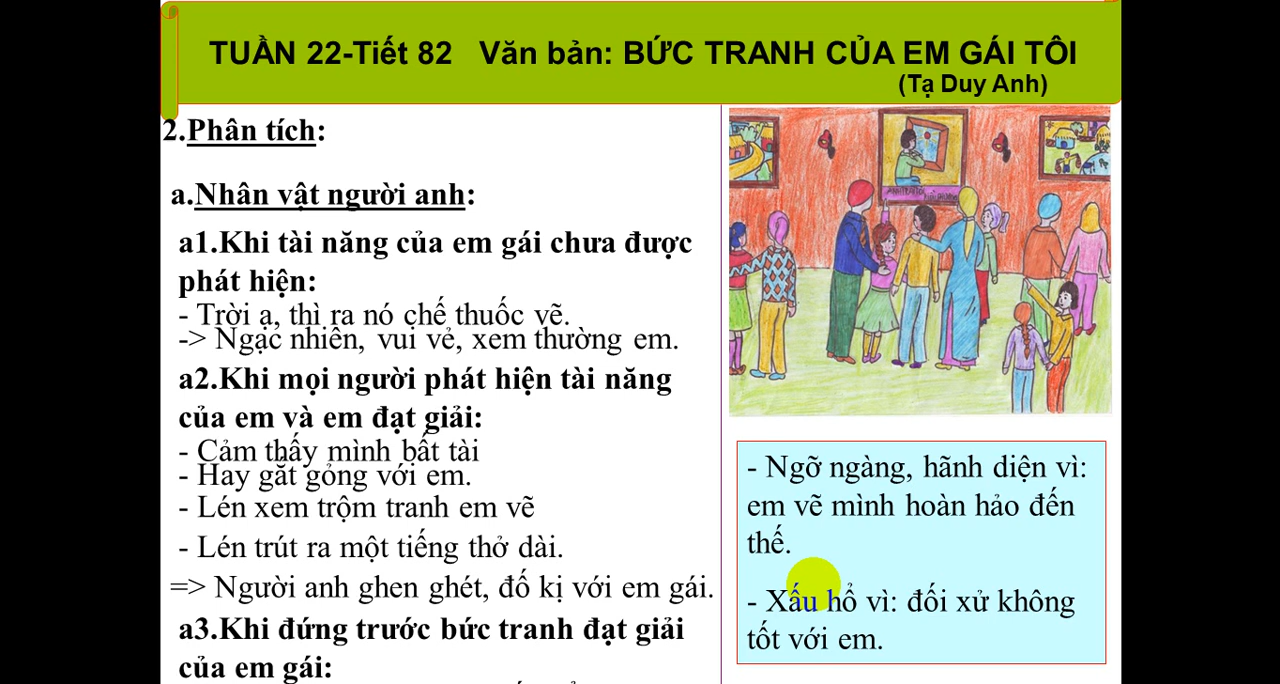 TUẦN 22-Tiết 82 Văn bản: BỨC TRANH CỦA EM GÁI TÔI
(Tạ Duy Anh)
2.Phân tích:
a.Nhân vật người anh:
a1.Khi tài năng của em gái chưa được
phát hiện:
- Trời ạ, thì ra nó chế thuốc vẽ.
-> Ngạc nhiên, vui vẻ, xem thường em.
a2.Khi mọi người phát hiện tài năng
của em và em đạt giải:
- Cảm thấy mình bất tài
- Hay gắt gỏng với em.
- Lén xem trộm tranh em vẽ
- Lén trút ra một tiếng thở dài.
=> Người anh ghen ghét, đố kị với em gái.
a3.Khi đứng trước bức tranh đạt giải
của em gái:
- Ngỡ ngàng, hãnh diện vì:
em vẽ mình hoàn hảo đến
thế.
- Xấu hổ vì: đối xử không
tốt với em.